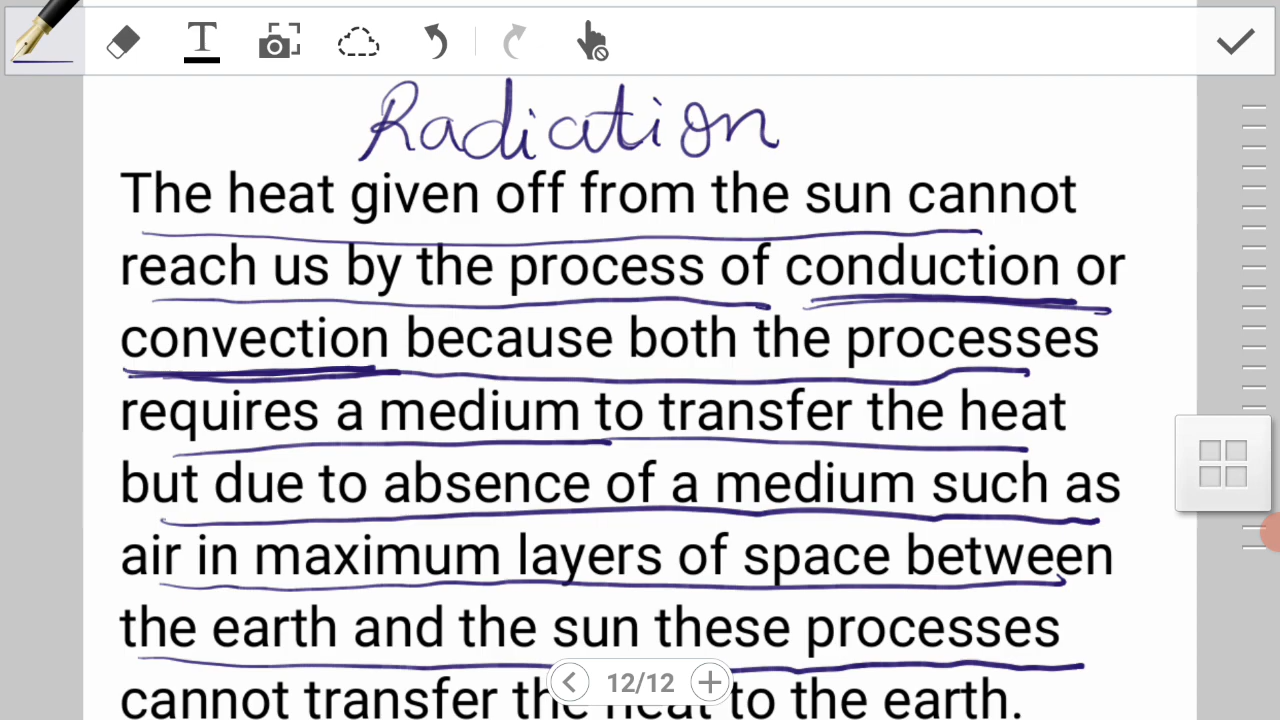 T
Radiation
The heat given off from the sun cannot
reach us by the process of conduction or
convection because both the processes
requires a medium to transfer the heat
but due to absence of a medium such as
air in maximum layers of space between
the earth and the sun these processes
cannot transfer the heat to the earth.
12/12